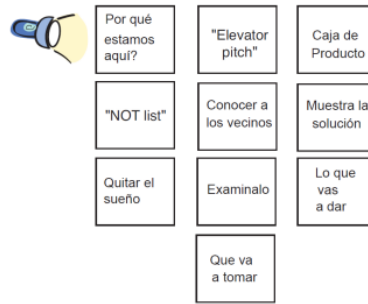 Por qué
estamos
aquí?
"Elevator
pitch"
Caja de
Producto
"NOT list"
Conocer a
los vecinos
Muestra la
solución
Quitar el
sueño
Examinalo
Lo que
vas
a dar
Que va
a tomar